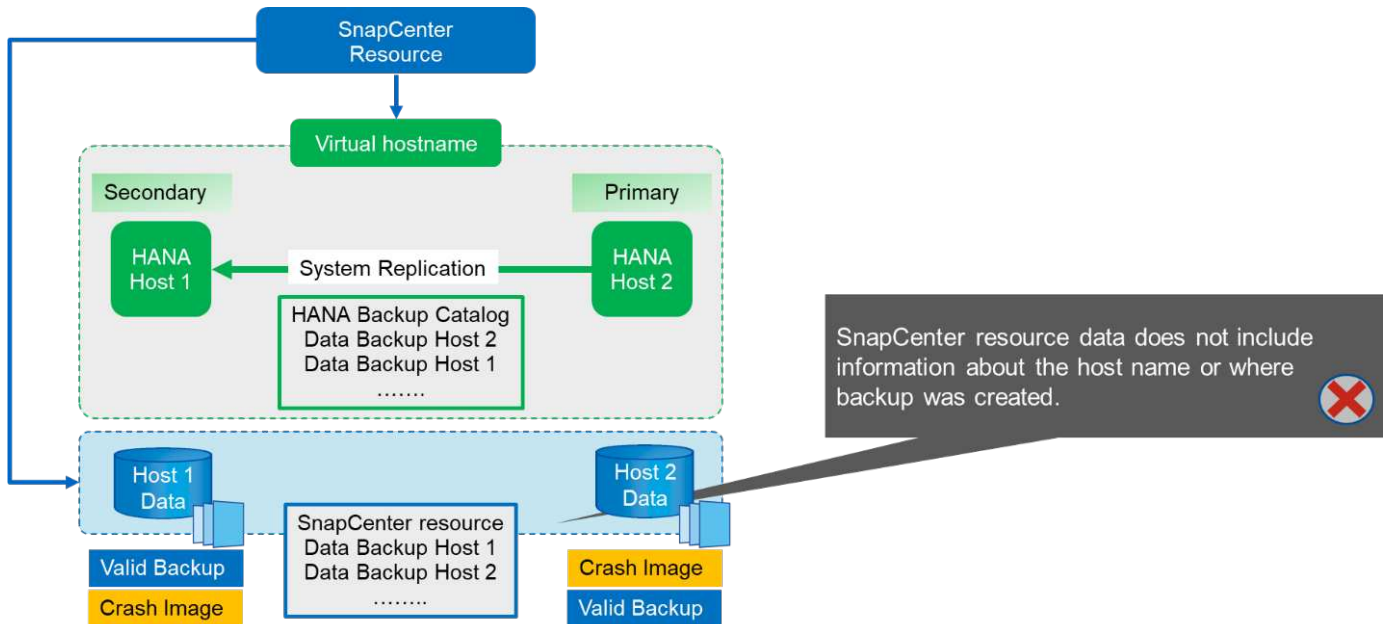 SnapCenter
Resource
Virtual hostname
Secondary
Primary
HANA
Host 1
System Replication
HANA
Host 2
HANA Backup Catalog
Data Backup Host 2
Data Backup Host 1
…….
SnapCenter resource data does not include
information about the host name or where
backup was created.
Host 1
Data
Host 2
Data
SnapCenter resource
Data Backup Host 1
Data Backup Host 2
……..
Valid Backup
Crash Image
Crash Image
Valid Backup